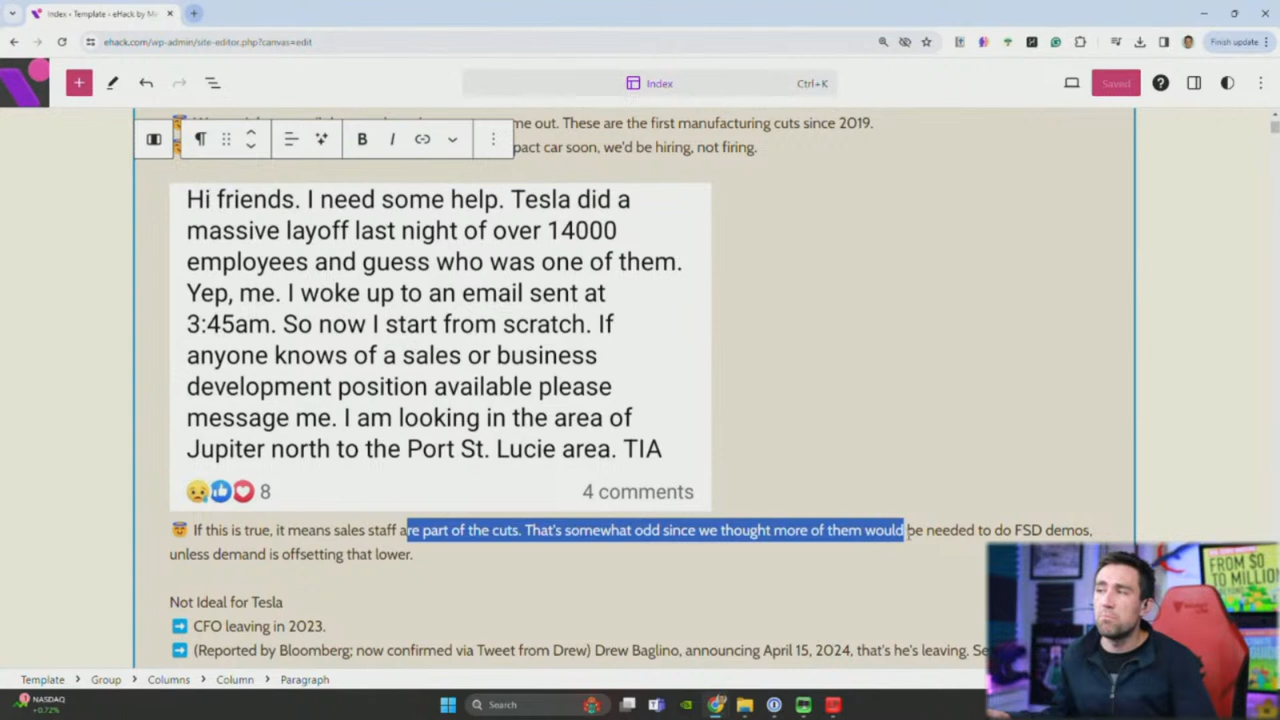 Index - Template - eHack by M
ehack.com/wp-admin/site-editor.php?canvas=edit
Finish update
Index
Ctrl+K
Saved
me out. These are the first manufacturing cuts since 2019.
pact car soon, we'd be hiring, not firing.
Hi friends. I need some help. Tesla did a
massive layoff last night of over 14000
employees and guess who was one of them.
Yep, me. I woke up to an email sent at
3:45am. So now I start from scratch. If
anyone knows of a sales or business
development position available please
message me. I am looking in the area of
Jupiter north to the Port St. Lucie area. TIA
8
4 comments
If this is true, it means sales staff are part of the cuts. That's somewhat odd since we thought more of them would be needed to do FSD demos,
unless demand is offsetting that lower.
Not Ideal for Tesla
CFO leaving in 2023.
(Reported by Bloomberg; now confirmed via Tweet from Drew) Drew Baglino, announcing April 15, 2024, that's he's leaving. Se
FROM $0
TO MILLIO
Template > Group > Columns > Column > Paragraph
1
NASDAQ
+0.72%
Search